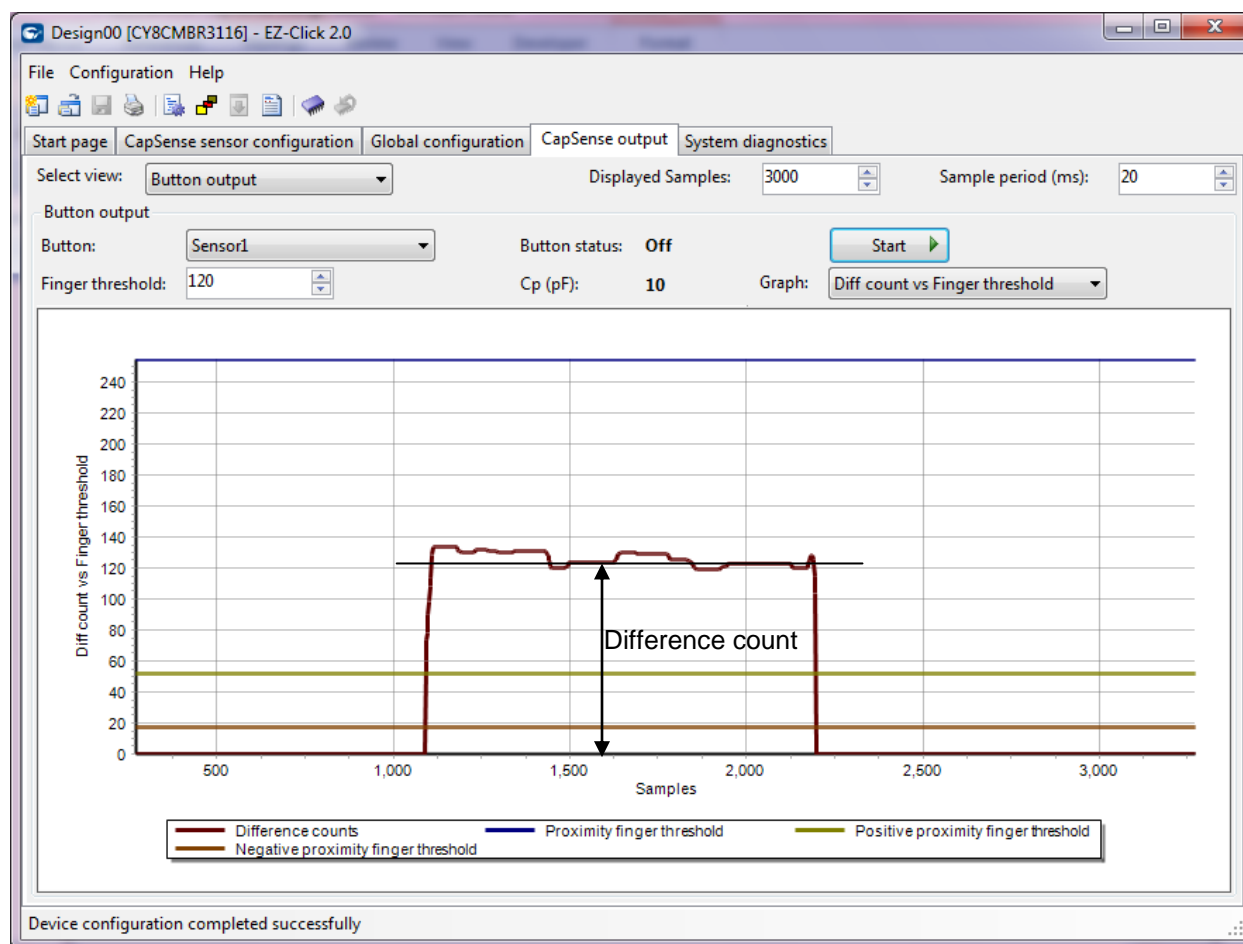 Design00 [CY8CMBR3116] - EZ-Click 2.0
File Configuration Help
Start page CapSense sensor configuration Global configuration CapSense output System diagnostics
Select view: Button output Displayed Samples: 3000 Sample period (ms): 20
Button output
Button: Sensor1 Button status: Off Start
Finger threshold: 120 Cp (pF): 10 Graph: Diff count vs Finger threshold
Diff count vs Finger threshold
240
220
200
180
160
140
120
100
80
60
40
20
0
Difference count
500 1,000 1,500 2,000 2,500 3,000
Samples
Difference counts Proximity finger threshold Positive proximity finger threshold
Negative proximity finger threshold
Device configuration completed successfully